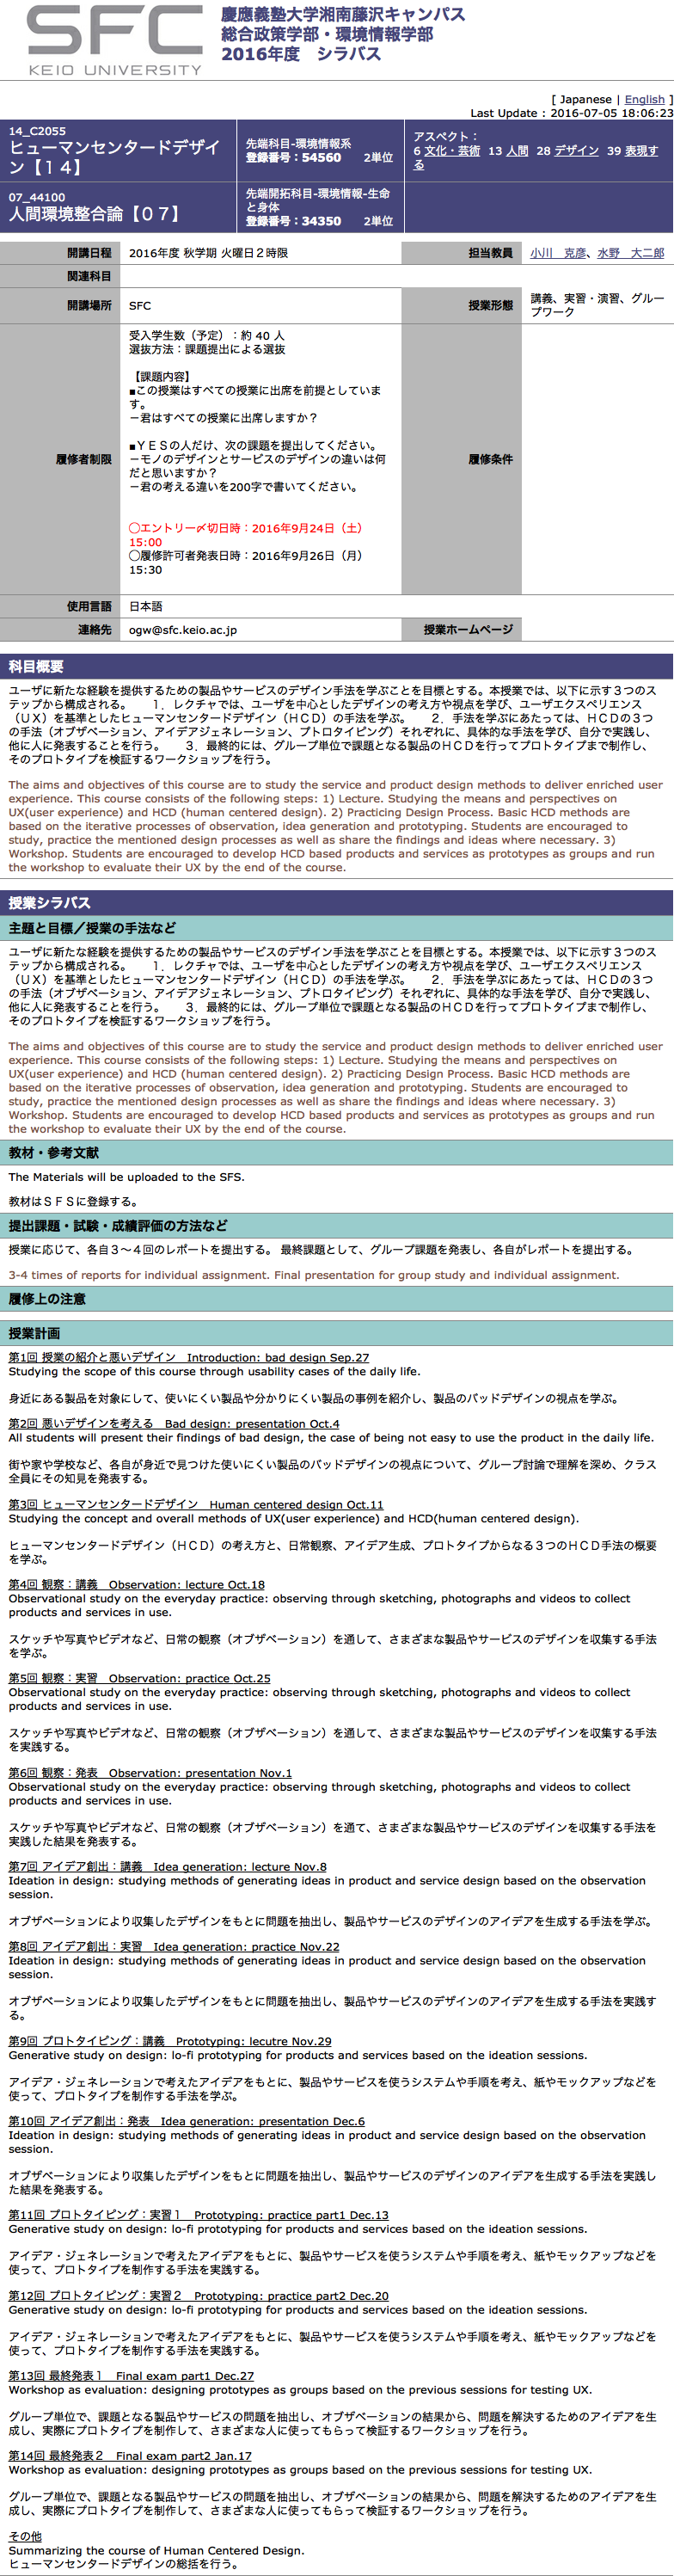 SFC
KEIO UNIVERSITY
慶應義塾大学湘南藤沢キャンパス
総合政策学部・環境情報学部
2016年度　シラバス
[ Japanese | English ]
Last Update : 2016-07-05 18:06:23
14_C2055
ヒューマンセンタードデザイ
ン【１４】
先端科目-環境情報系
登録番号：54560　　2単位
アスペクト：
6 文化・芸術　13 人間　28 デザイン　39 表現す
る
07_44100
人間環境整合論【０７】
先端開拓科目-環境情報-生命
と身体
登録番号：34350　　2単位
開講日程
2016年度 秋学期 火曜日２時限
担当教員
小川　克彦、水野　大二郎
関連科目
開講場所
SFC
授業形態
講義、実習・演習、グルー
プワーク
履修者制限
受入学生数（予定）：約 40 人
選抜方法：課題提出による選抜
【課題内容】
■この授業はすべての授業に出席を前提としていま
す。
－君はすべての授業に出席しますか？
■ＹＥＳの人だけ、次の課題を提出してください。
－モノのデザインとサービスのデザインの違いは何
だと思いますか？
－君の考える違いを200字で書いてください。
◯エントリー〆切日時：2016年9月24日（土）
15:00
◯履修許可者発表日時：2016年9月26日（月）
15:30
履修条件
使用言語
日本語
連絡先
ogw@sfc.keio.ac.jp
授業ホームページ
科目概要
ユーザに新たな経験を提供するための製品やサービスのデザイン手法を学ぶことを目標とする。本授業では、以下に示す３つのス
テップから構成される。　　１．レクチャでは、ユーザを中心としたデザインの考え方や視点を学び、ユーザエクスペリエンス
（ＵＸ）を基準としたヒューマンセンタードデザイン（ＨＣＤ）の手法を学ぶ。　　２．手法を学ぶにあたっては、ＨＣＤの３つ
の手法（オブザベーション、アイデアジェネレーション、プトロタイピング）それぞれに、具体的な手法を学び、自分で実践し、
他に人に発表することを行う。　　３．最終的には、グループ単位で課題となる製品のＨＣＤを行ってプロトタイプまで制作し、
そのプロトタイプを検証するワークショップを行う。
The aims and objectives of this course are to study the service and product design methods to deliver enriched user
experience. This course consists of the following steps: 1) Lecture. Studying the means and perspectives on
UX(user experience) and HCD (human centered design). 2) Practicing Design Process. Basic HCD methods are
based on the iterative processes of observation, idea generation and prototyping. Students are encouraged to
study, practice the mentioned design processes as well as share the findings and ideas where necessary. 3)
Workshop. Students are encouraged to develop HCD based products and services as prototypes as groups and run
the workshop to evaluate their UX by the end of the course.
授業シラバス
主題と目標／授業の手法など
ユーザに新たな経験を提供するための製品やサービスのデザイン手法を学ぶことを目標とする。本授業では、以下に示す３つのス
テップから構成される。　　１．レクチャでは、ユーザを中心としたデザインの考え方や視点を学び、ユーザエクスペリエンス
（ＵＸ）を基準としたヒューマンセンタードデザイン（ＨＣＤ）の手法を学ぶ。　　２．手法を学ぶにあたっては、ＨＣＤの３つ
の手法（オブザベーション、アイデアジェネレーション、プトロタイピング）それぞれに、具体的な手法を学び、自分で実践し、
他に人に発表することを行う。　　３．最終的には、グループ単位で課題となる製品のＨＣＤを行ってプロトタイプまで制作し、
そのプロトタイプを検証するワークショップを行う。
The aims and objectives of this course are to study the service and product design methods to deliver enriched user
experience. This course consists of the following steps: 1) Lecture. Studying the means and perspectives on
UX(user experience) and HCD (human centered design). 2) Practicing Design Process. Basic HCD methods are
based on the iterative processes of observation, idea generation and prototyping. Students are encouraged to
study, practice the mentioned design processes as well as share the findings and ideas where necessary. 3)
Workshop. Students are encouraged to develop HCD based products and services as prototypes as groups and run
the workshop to evaluate their UX by the end of the course.
教材・参考文献
The Materials will be uploaded to the SFS.
教材はＳＦＳに登録する。
提出課題・試験・成績評価の方法など
授業に応じて、各自３～４回のレポートを提出する。 最終課題として、グループ課題を発表し、各自がレポートを提出する。
3-4 times of reports for individual assignment. Final presentation for group study and individual assignment.
履修上の注意
授業計画
第1回 授業の紹介と悪いデザイン　Introduction: bad design Sep.27
Studying the scope of this course through usability cases of the daily life.
身近にある製品を対象にして、使いにくい製品や分かりにくい製品の事例を紹介し、製品のバッドデザインの視点を学ぶ。
第2回 悪いデザインを考える　Bad design: presentation Oct.4
All students will present their findings of bad design, the case of being not easy to use the product in the daily life.
街や家や学校など、各自が身近で見つけた使いにくい製品のバッドデザインの視点について、グループ討論で理解を深め、クラス
全員にその知見を発表する。
第3回 ヒューマンセンタードデザイン　Human centered design Oct.11
Studying the concept and overall methods of UX(user experience) and HCD(human centered design).
ヒューマンセンタードデザイン（ＨＣＤ）の考え方と、日常観察、アイデア生成、プロトタイプからなる３つのＨＣＤ手法の概要
を学ぶ。
第4回 観察：講義　Observation: lecture Oct.18
Observational study on the everyday practice: observing through sketching, photographs and videos to collect
products and services in use.
スケッチや写真やビデオなど、日常の観察（オブザベーション）を通して、さまざまな製品やサービスのデザインを収集する手法
を学ぶ。
第5回 観察：実習　Observation: practice Oct.25
Observational study on the everyday practice: observing through sketching, photographs and videos to collect
products and services in use.
スケッチや写真やビデオなど、日常の観察（オブザベーション）を通して、さまざまな製品やサービスのデザインを収集する手法
を実践する。
第6回 観察：発表　Observation: presentation Nov.1
Observational study on the everyday practice: observing through sketching, photographs and videos to collect
products and services in use.
スケッチや写真やビデオなど、日常の観察（オブザベーション）を通て、さまざまな製品やサービスのデザインを収集する手法を
実践した結果を発表する。
第7回 アイデア創出：講義　Idea generation: lecture Nov.8
Ideation in design: studying methods of generating ideas in product and service design based on the observation
session.
オブザベーションにより収集したデザインをもとに問題を抽出し、製品やサービスのデザインのアイデアを生成する手法を学ぶ。
第8回 アイデア創出：実習　Idea generation: practice Nov.22
Ideation in design: studying methods of generating ideas in product and service design based on the observation
session.
オブザベーションにより収集したデザインをもとに問題を抽出し、製品やサービスのデザインのアイデアを生成する手法を実践す
る。
第9回 プロトタイピング：講義　Prototyping: lecutre Nov.29
Generative study on design: lo-fi prototyping for products and services based on the ideation sessions.
アイデア・ジェネレーションで考えたアイデアをもとに、製品やサービスを使うシステムや手順を考え、紙やモックアップなどを
使って、プロトタイプを制作する手法を学ぶ。
第10回 アイデア創出：発表　Idea generation: presentation Dec.6
Ideation in design: studying methods of generating ideas in product and service design based on the observation
session.
オブザベーションにより収集したデザインをもとに問題を抽出し、製品やサービスのデザインのアイデアを生成する手法を実践し
た結果を発表する。
第11回 プロトタイピング：実習１　Prototyping: practice part1 Dec.13
Generative study on design: lo-fi prototyping for products and services based on the ideation sessions.
アイデア・ジェネレーションで考えたアイデアをもとに、製品やサービスを使うシステムや手順を考え、紙やモックアップなどを
使って、プロトタイプを制作する手法を実践する。
第12回 プロトタイピング：実習２　Prototyping: practice part2 Dec.20
Generative study on design: lo-fi prototyping for products and services based on the ideation sessions.
アイデア・ジェネレーションで考えたアイデアをもとに、製品やサービスを使うシステムや手順を考え、紙やモックアップなどを
使って、プロトタイプを制作する手法を実践する。
第13回 最終発表１　Final exam part1 Dec.27
Workshop as evaluation: designing prototypes as groups based on the previous sessions for testing UX.
グループ単位で、課題となる製品やサービスの問題を抽出し、オブザベーションの結果から、問題を解決するためのアイデアを生
成し、実際にプロトタイプを制作して、さまざまな人に使ってもらって検証するワークショップを行う。
第14回 最終発表２　Final exam part2 Jan.17
Workshop as evaluation: designing prototypes as groups based on the previous sessions for testing UX.
グループ単位で、課題となる製品やサービスの問題を抽出し、オブザベーションの結果から、問題を解決するためのアイデアを生
成し、実際にプロトタイプを制作して、さまざまな人に使ってもらって検証するワークショップを行う。
その他
Summarizing the course of Human Centered Design.
ヒューマンセンタードデザインの総括を行う。